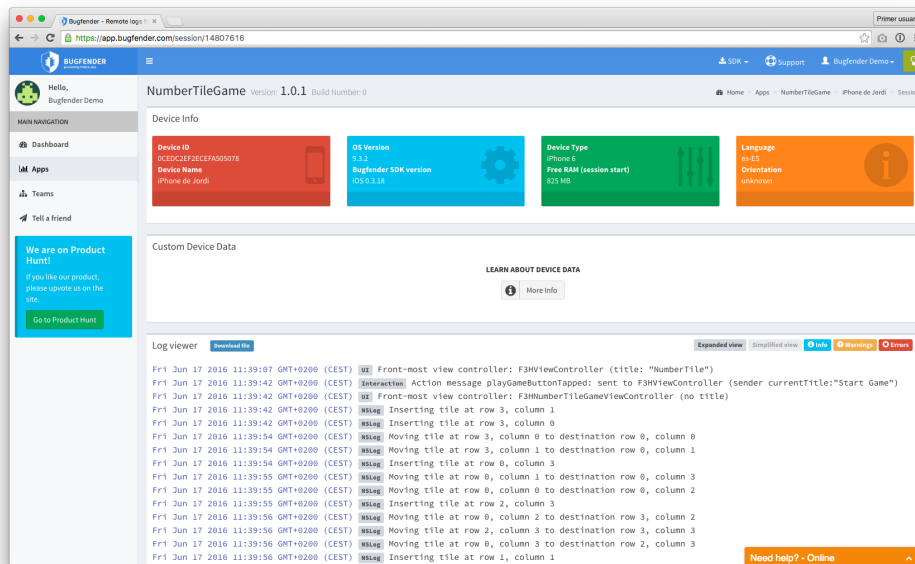 Bugfender - Remote logs f
Primer usuar
https://app.bugfender.com/session/14807616
BUGFENDER
SDK
Support
Bugfender Demo
Hello,
Bugfender Demo
MAIN NAVIGATION
Dashboard
Apps
Teams
Tell a friend
We are on Product
Hunt!
If you like our product,
please upvote us on the
site.
Go to Product Hunt
NumberTileGame Version: 1.0.1 Build Number: 0
Home > Apps > NumberTileGame > iPhone de Jordi > Sessio
Device Info
Device ID
0CEDC2EF2ECEFA505078
Device Name
iPhone de Jordi
OS Version
9.3.2
Bugfender SDK version
iOS 0.3.18
Device Type
iPhone 6
Free RAM (session start)
825 MB
Language
es-ES
Orientation
unknown
Custom Device Data
LEARN ABOUT DEVICE DATA
More Info
Log viewer Download file
Expanded view Simplified view Info Warnings Errors
Fri Jun 17 2016 11:39:07 GMT+0200 (CEST) UI Front-most view controller: F3HViewController (title: "NumberTile")
Fri Jun 17 2016 11:39:42 GMT+0200 (CEST) Interaction Action message playGameButtonTapped: sent to F3HViewController (sender currentTitle:"Start Game")
Fri Jun 17 2016 11:39:42 GMT+0200 (CEST) UI Front-most view controller: F3HNumberTileGameViewController (no title)
Fri Jun 17 2016 11:39:42 GMT+0200 (CEST) NSLog Inserting tile at row 3, column 1
Fri Jun 17 2016 11:39:42 GMT+0200 (CEST) NSLog Inserting tile at row 3, column 0
Fri Jun 17 2016 11:39:54 GMT+0200 (CEST) NSLog Moving tile at row 3, column 0 to destination row 0, column 0
Fri Jun 17 2016 11:39:54 GMT+0200 (CEST) NSLog Moving tile at row 3, column 1 to destination row 0, column 1
Fri Jun 17 2016 11:39:54 GMT+0200 (CEST) NSLog Inserting tile at row 0, column 3
Fri Jun 17 2016 11:39:55 GMT+0200 (CEST) NSLog Moving tile at row 0, column 1 to destination row 0, column 3
Fri Jun 17 2016 11:39:55 GMT+0200 (CEST) NSLog Moving tile at row 0, column 0 to destination row 0, column 2
Fri Jun 17 2016 11:39:55 GMT+0200 (CEST) NSLog Inserting tile at row 2, column 3
Fri Jun 17 2016 11:39:56 GMT+0200 (CEST) NSLog Moving tile at row 0, column 2 to destination row 3, column 2
Fri Jun 17 2016 11:39:56 GMT+0200 (CEST) NSLog Moving tile at row 2, column 3 to destination row 3, column 3
Fri Jun 17 2016 11:39:56 GMT+0200 (CEST) NSLog Moving tile at row 0, column 3 to destination row 2, column 3
Fri Jun 17 2016 11:39:56 GMT+0200 (CEST) NSLog Inserting tile at row 1, column 1
Need help? - Online